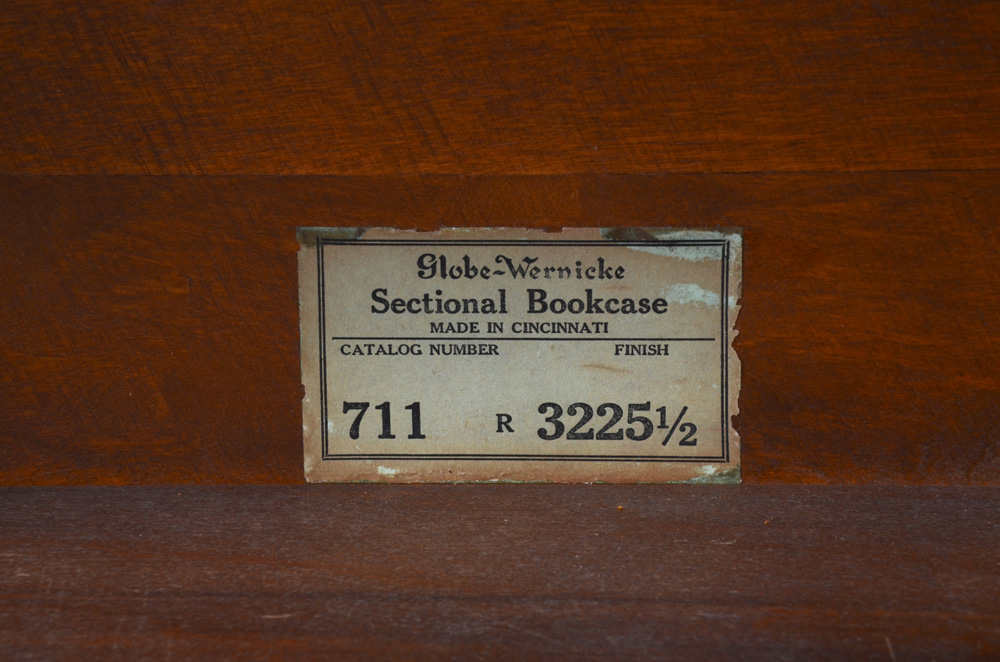 Globe-Wernicke
Sectional Bookcase
MADE IN CINCINNATI
CATALOG NUMBER FINISH
711 R 3225½